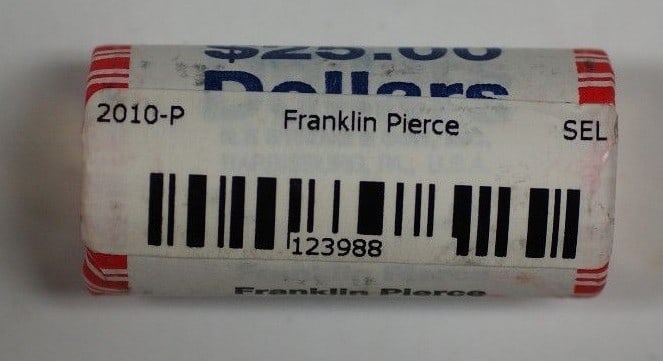 $25.00
Dollars
2010-P Franklin Pierce SEL
123988
Franklin Pierce